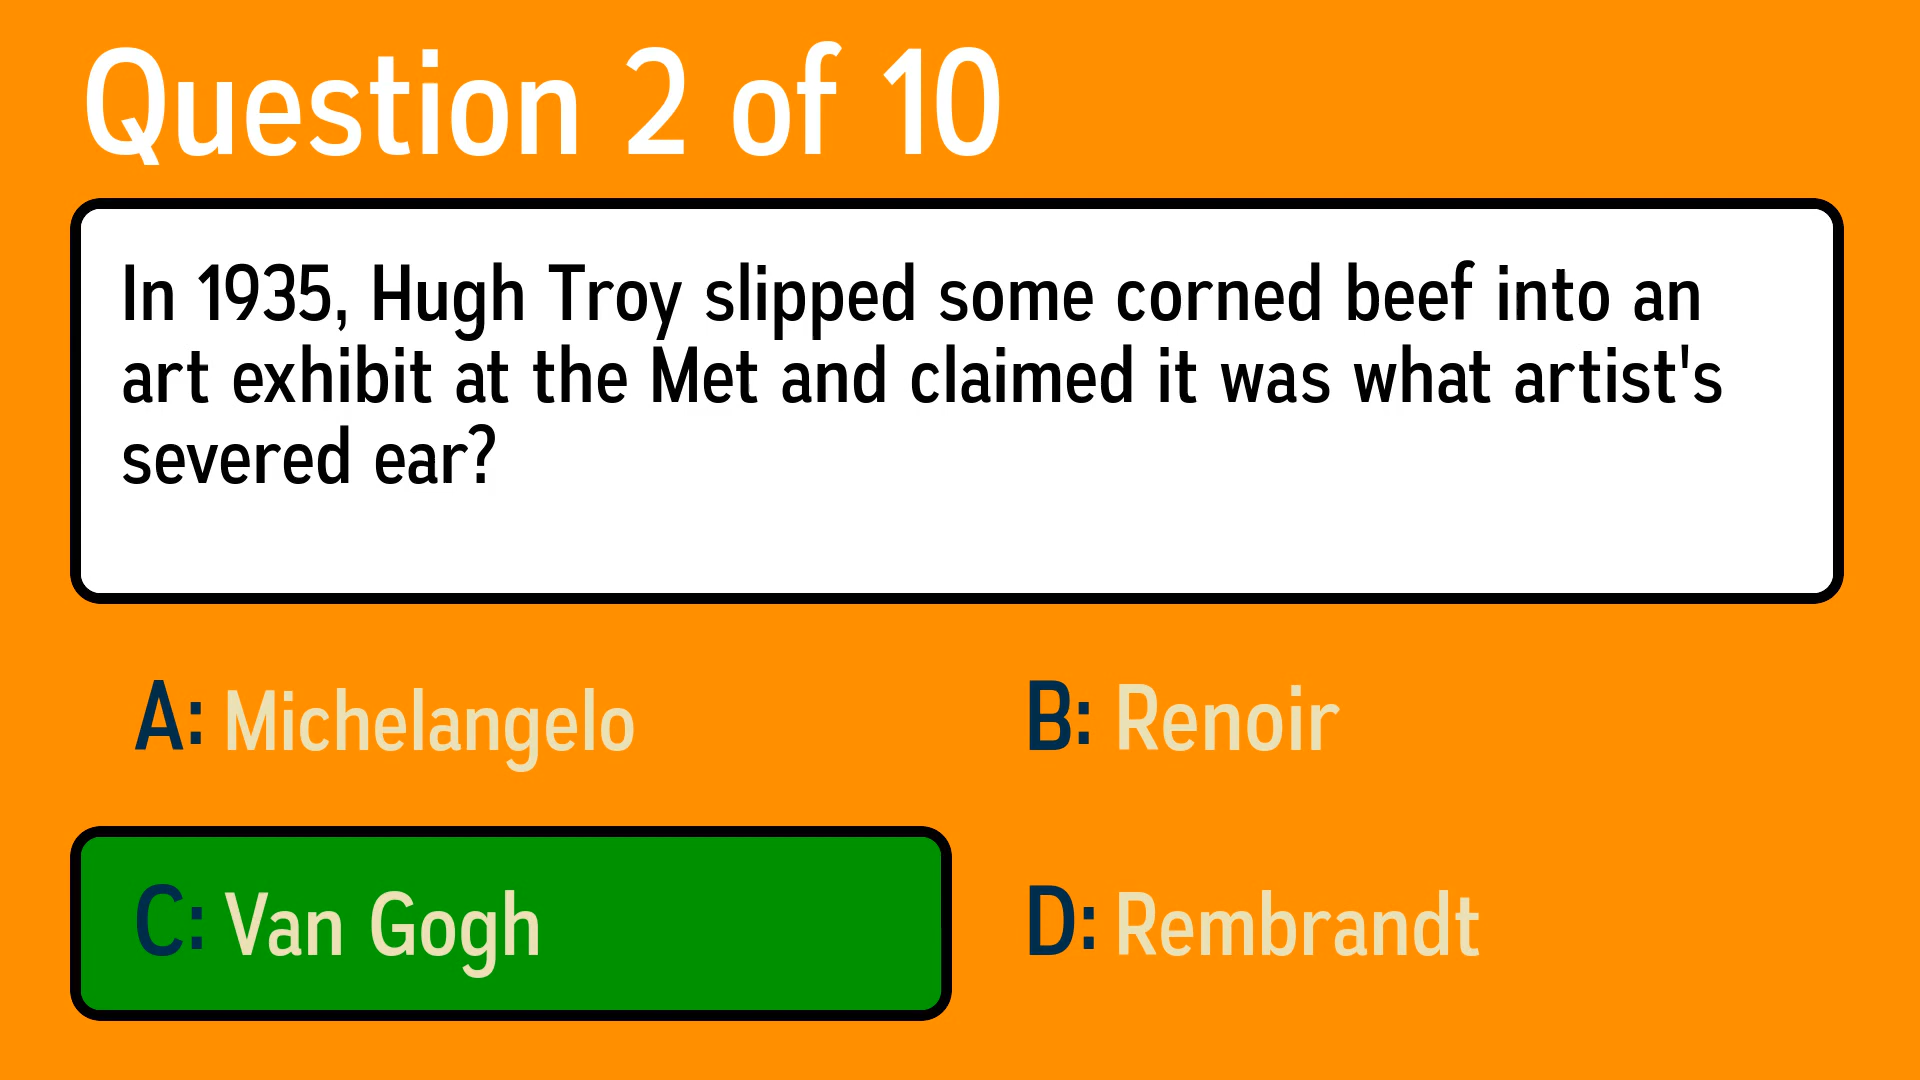 Question 2 of 10
In 1935, Hugh Troy slipped some corned beef into an
art exhibit at the Met and claimed it was what artist's
severed ear?
A: Michelangelo
B: Renoir
C: Van Gogh
D: Rembrandt